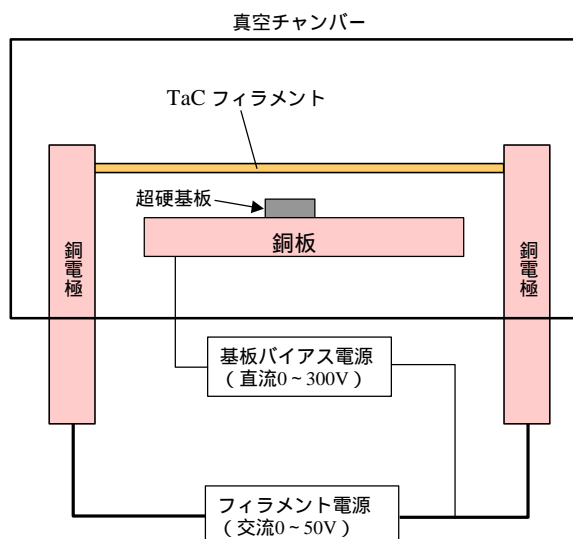 真空チャンバー
TaC フィラメント
超硬基板
銅板
銅電極
銅電極
基板バイアス電源
（直流0～300V）
フィラメント電源
（交流0～50V）